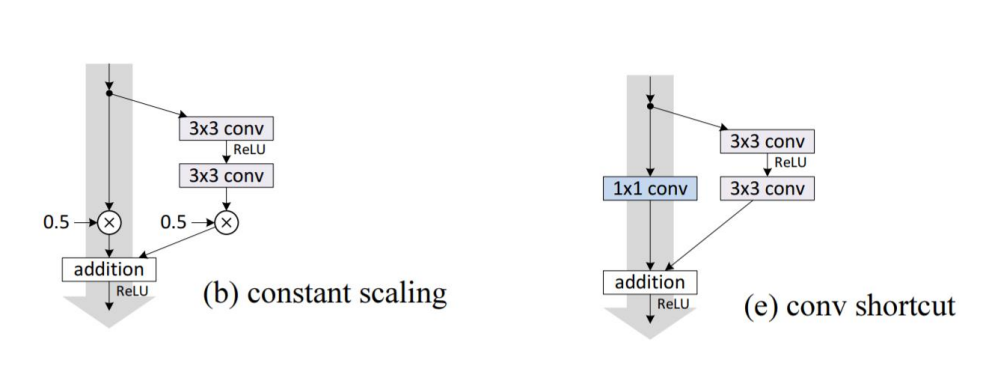 3x3 conv
ReLU
3x3 conv
0.5
0.5
addition
ReLU
(b) constant scaling
3x3 conv
ReLU
1x1 conv
3x3 conv
addition
ReLU
(e) conv shortcut